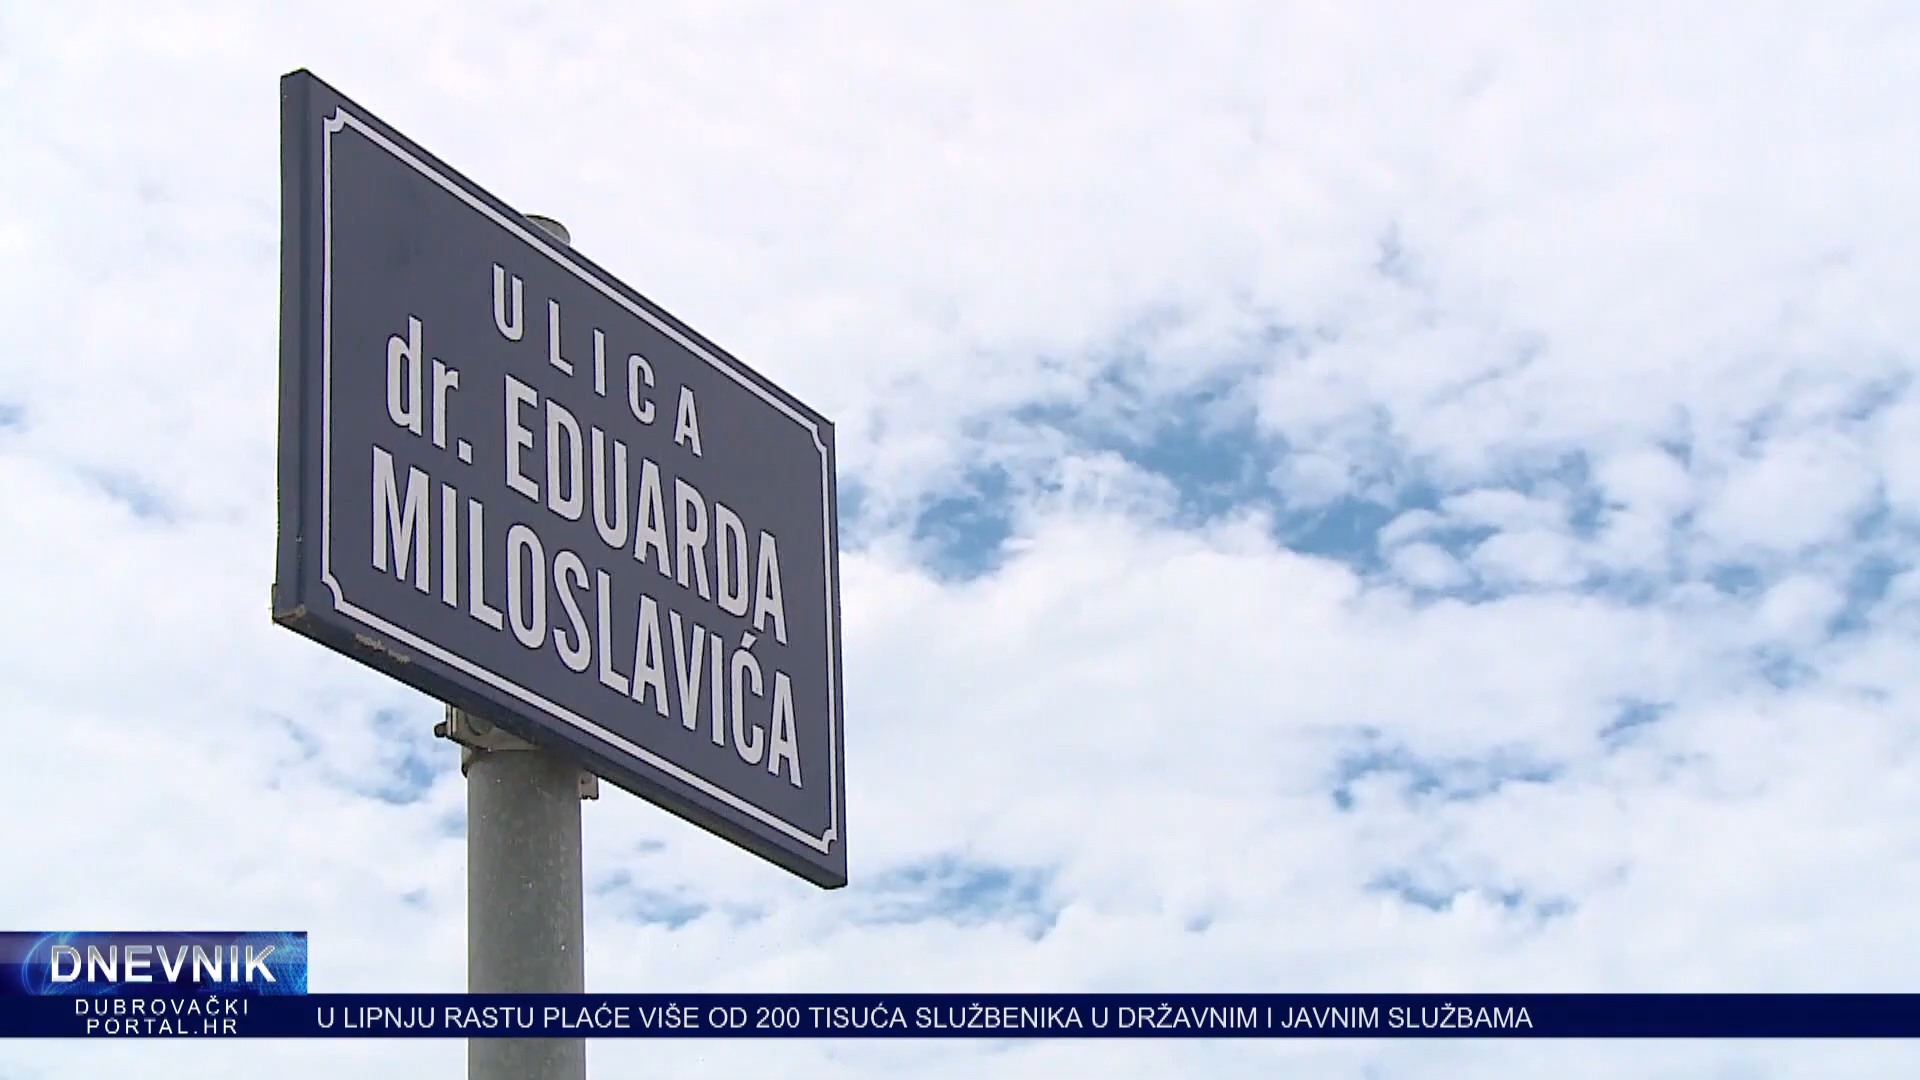 ULICA
dr. EDUARDA
MILOSLAVIĆA
DNEVNIK
DUBROVAČKI
PORTAL.HR
U LIPNJU RASTU PLAĆE VIŠE OD 200 TISUĆA SLUŽBENIKA U DRŽAVNIM I JAVNIM SLUŽBAMA